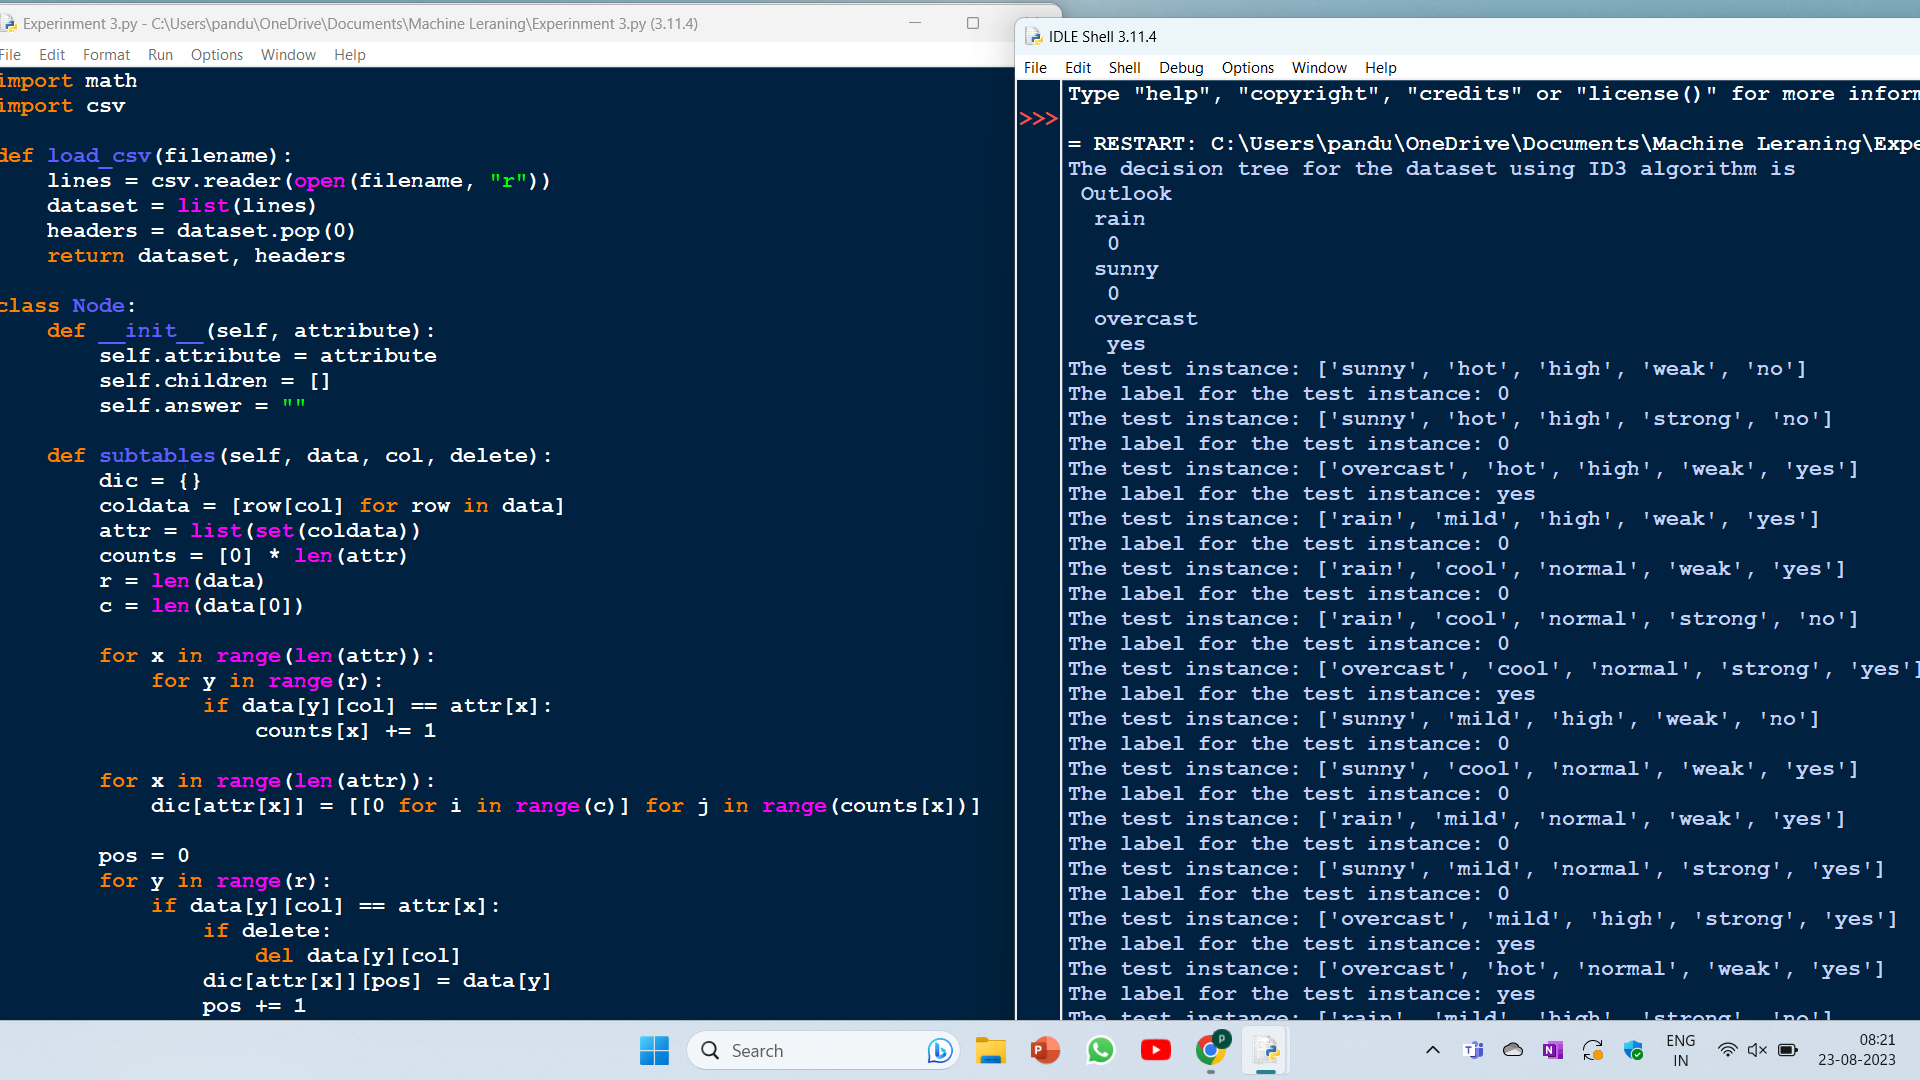 Experinment 3.py - C:\Users\pandu\OneDrive\Documents\Machine Leraning\Experinment 3.py (3.11.4)
File Edit Format Run Options Window Help
import math
import csv
def load_csv(filename):
lines = csv.reader(open(filename, "r"))
dataset = list(lines)
headers = dataset.pop(0)
return dataset, headers
class Node:
def __init__(self, attribute):
self.attribute = attribute
self.children = []
self.answer = ""
def subtables(self, data, col, delete):
dic = {}
coldata = [row[col] for row in data]
attr = list(set(coldata))
counts = [0] * len(attr)
r = len(data)
c = len(data[0])
for x in range(len(attr)):
for y in range(r):
if data[y][col] == attr[x]:
counts[x] += 1
for x in range(len(attr)):
dic[attr[x]] = [[0 for i in range(c)] for j in range(counts[x])]
pos = 0
for y in range(r):
if data[y][col] == attr[x]:
if delete:
del data[y][col]
dic[attr[x]][pos] = data[y]
pos += 1
IDLE Shell 3.11.4
File Edit Shell Debug Options Window Help
Type "help", "copyright", "credits" or "license()" for more inform
>>>
= RESTART: C:\Users\pandu\OneDrive\Documents\Machine Leraning\Expe
The decision tree for the dataset using ID3 algorithm is
Outlook
rain
0
sunny
0
overcast
yes
The test instance: ['sunny', 'hot', 'high', 'weak', 'no']
The label for the test instance: 0
The test instance: ['sunny', 'hot', 'high', 'strong', 'no']
The label for the test instance: 0
The test instance: ['overcast', 'hot', 'high', 'weak', 'yes']
The label for the test instance: yes
The test instance: ['rain', 'mild', 'high', 'weak', 'yes']
The label for the test instance: 0
The test instance: ['rain', 'cool', 'normal', 'weak', 'yes']
The label for the test instance: 0
The test instance: ['rain', 'cool', 'normal', 'strong', 'no']
The label for the test instance: 0
The test instance: ['overcast', 'cool', 'normal', 'strong', 'yes']
The label for the test instance: yes
The test instance: ['sunny', 'mild', 'high', 'weak', 'no']
The label for the test instance: 0
The test instance: ['sunny', 'cool', 'normal', 'weak', 'yes']
The label for the test instance: 0
The test instance: ['rain', 'mild', 'normal', 'weak', 'yes']
The label for the test instance: 0
The test instance: ['sunny', 'mild', 'normal', 'strong', 'yes']
The label for the test instance: 0
The test instance: ['overcast', 'mild', 'high', 'strong', 'yes']
The label for the test instance: yes
The test instance: ['overcast', 'hot', 'normal', 'weak', 'yes']
The label for the test instance: yes
The test instance: ['rain', 'mild', 'high', 'strong', 'no']
Search
ENG
IN
08:21
23-08-2023